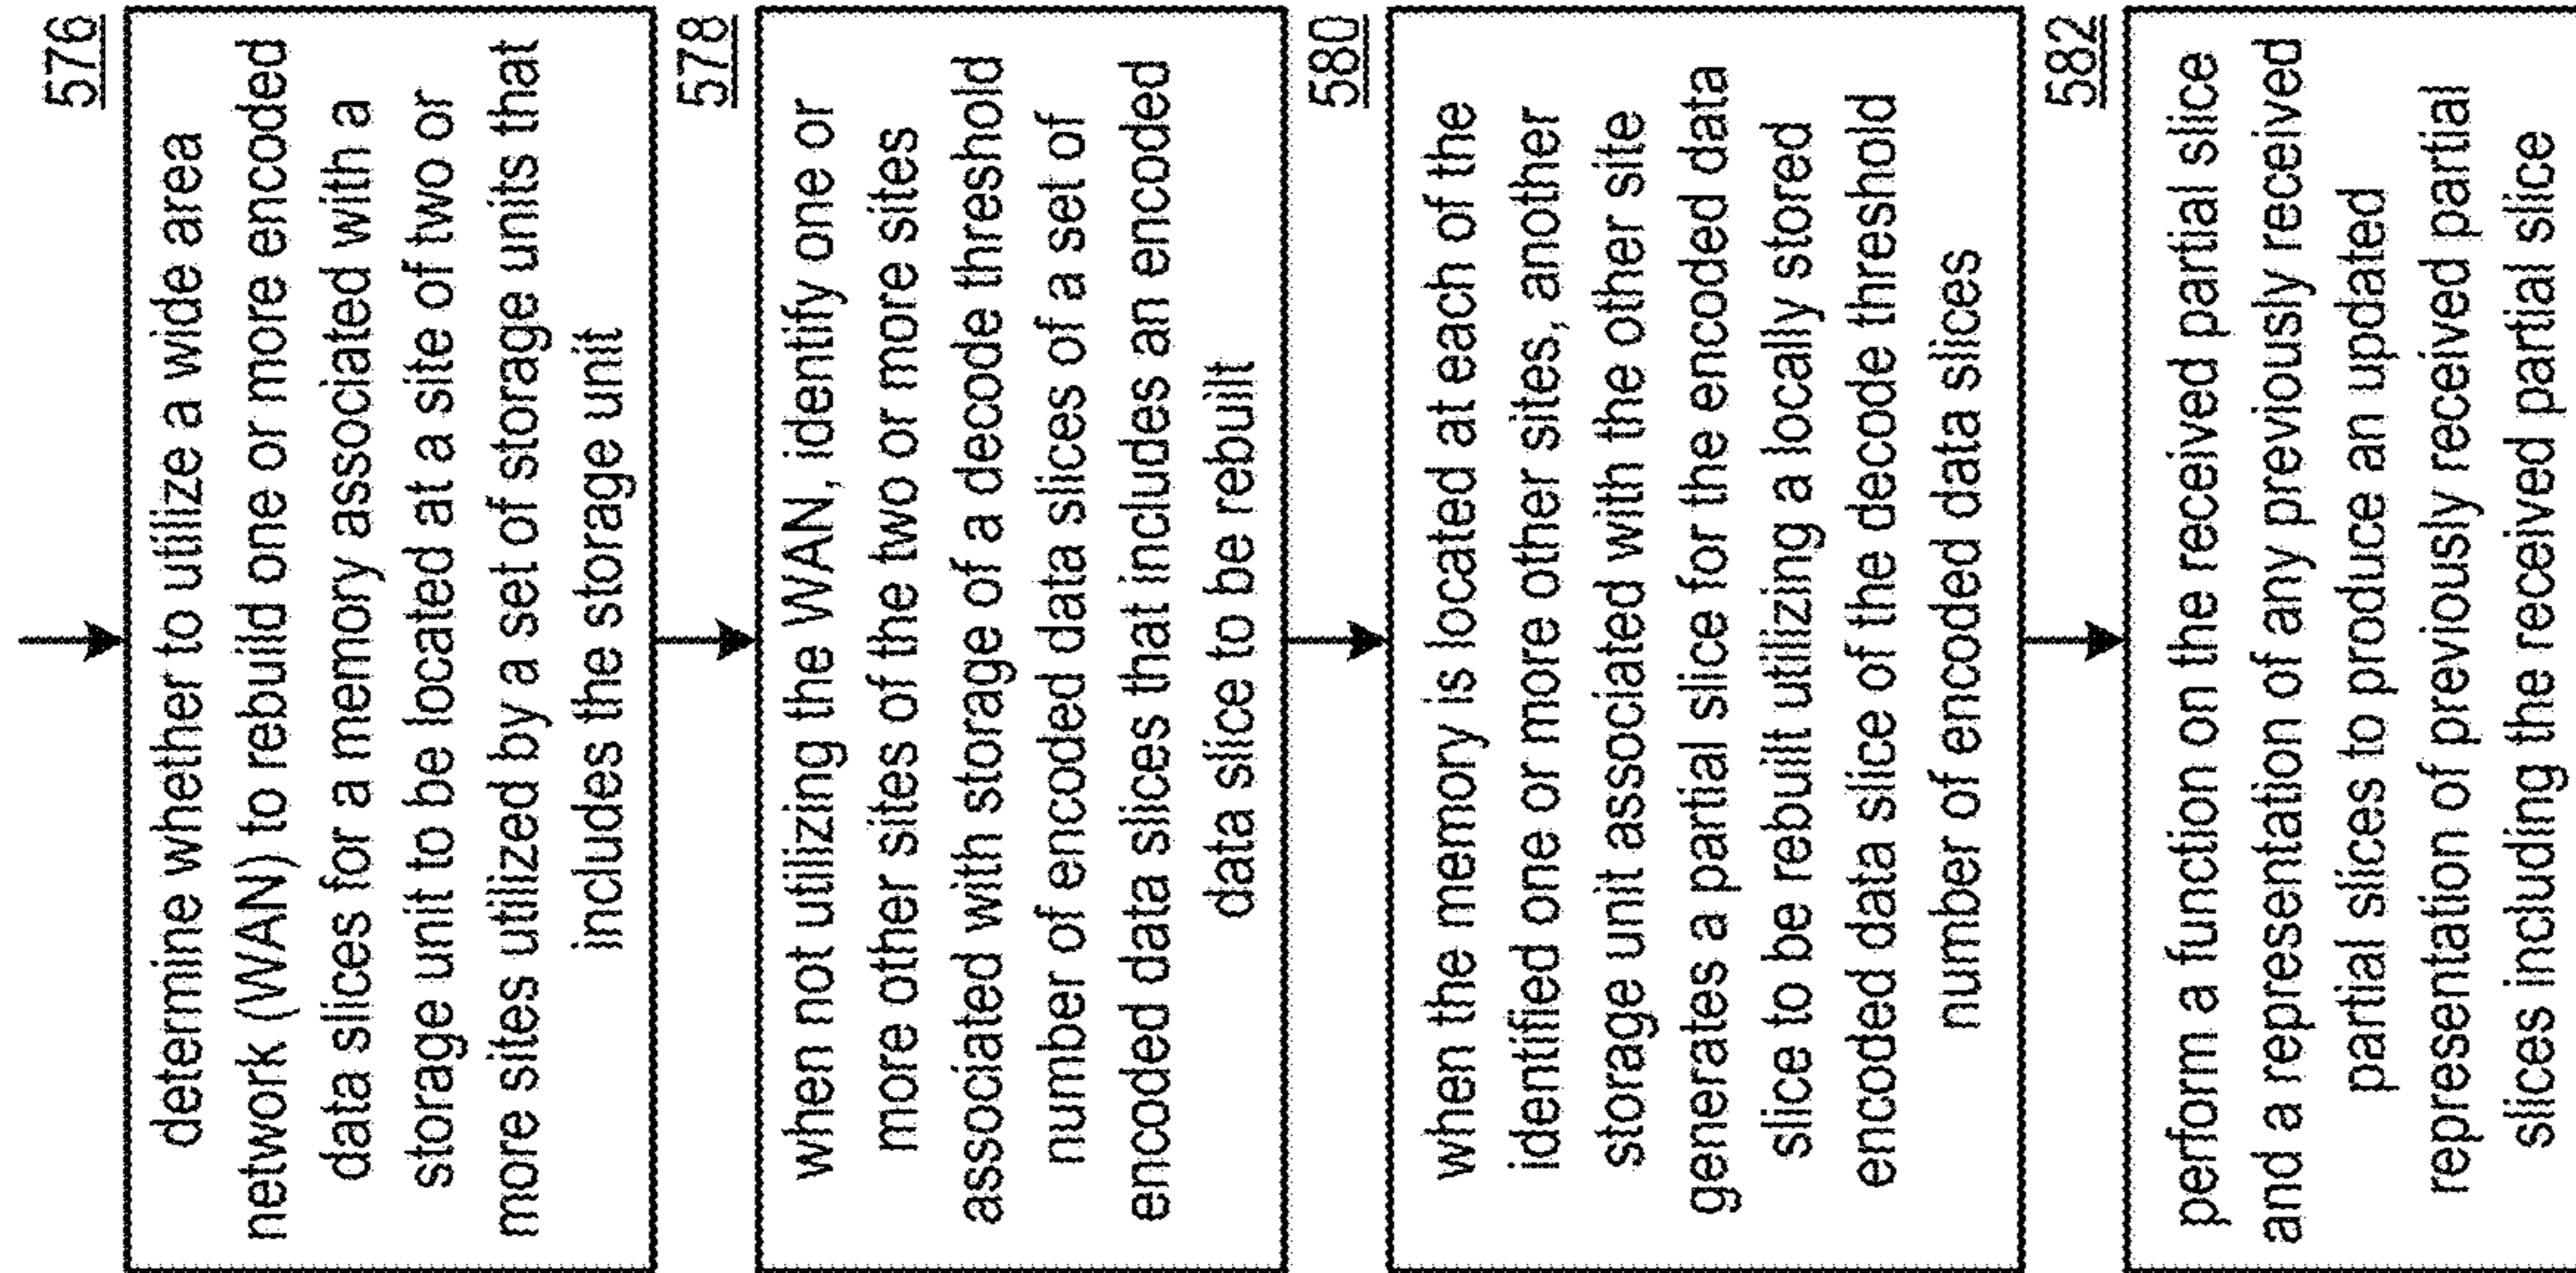 576
determine whether to utilize a wide area
network (WAN) to rebuild one or more encoded
data slices for a memory associated with a
storage unit to be located at a site of two or
more sites utilized by a set of storage units that
includes the storage unit
578
when not utilizing the WAN, identify one or
more other sites of the two or more sites
associated with storage of a decode threshold
number of encoded data slices of a set of
encoded data slices that includes an encoded
data slice to be rebuilt
580
when the memory is located at each of the
identified one or more other sites, another
storage unit associated with the other site
generates a partial slice for the encoded data
slice to be rebuilt utilizing a locally stored
encoded data slice of the decode threshold
number of encoded data slices
582
perform a function on the received partial slice
and a representation of any previously received
partial slices to produce an updated
representation of previously received partial
slices including the received partial slice